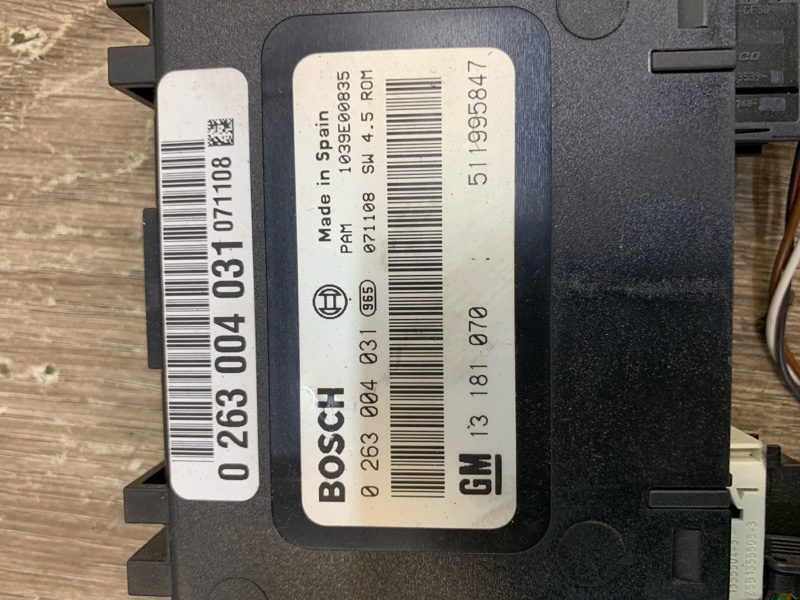 0 263 004 031 071108
Made in Spain
PAM 1039E00835
BOSCH
0 263 004 031 965 071108 SW 4.5 ROM
GM 13 181 070 511995847